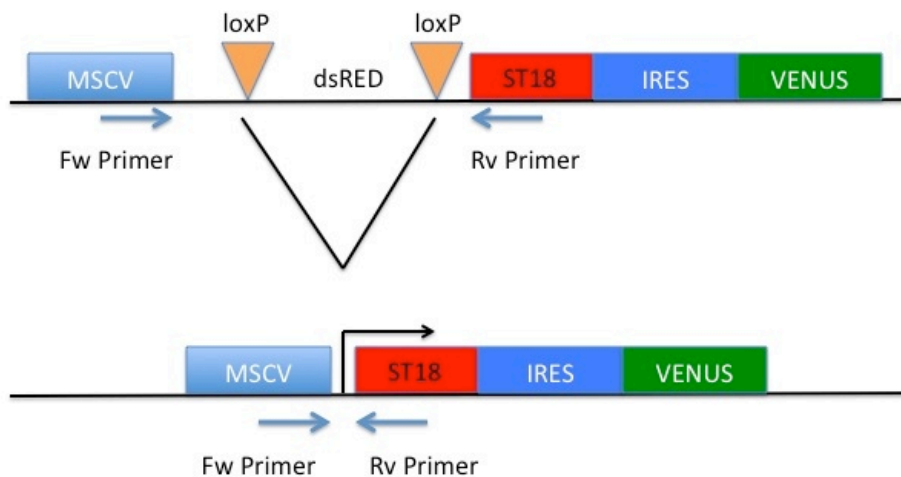 loxP loxP
MSCV dsRED ST18 IRES VENUS
Fw Primer Rv Primer
MSCV ST18 IRES VENUS
Fw Primer Rv Primer